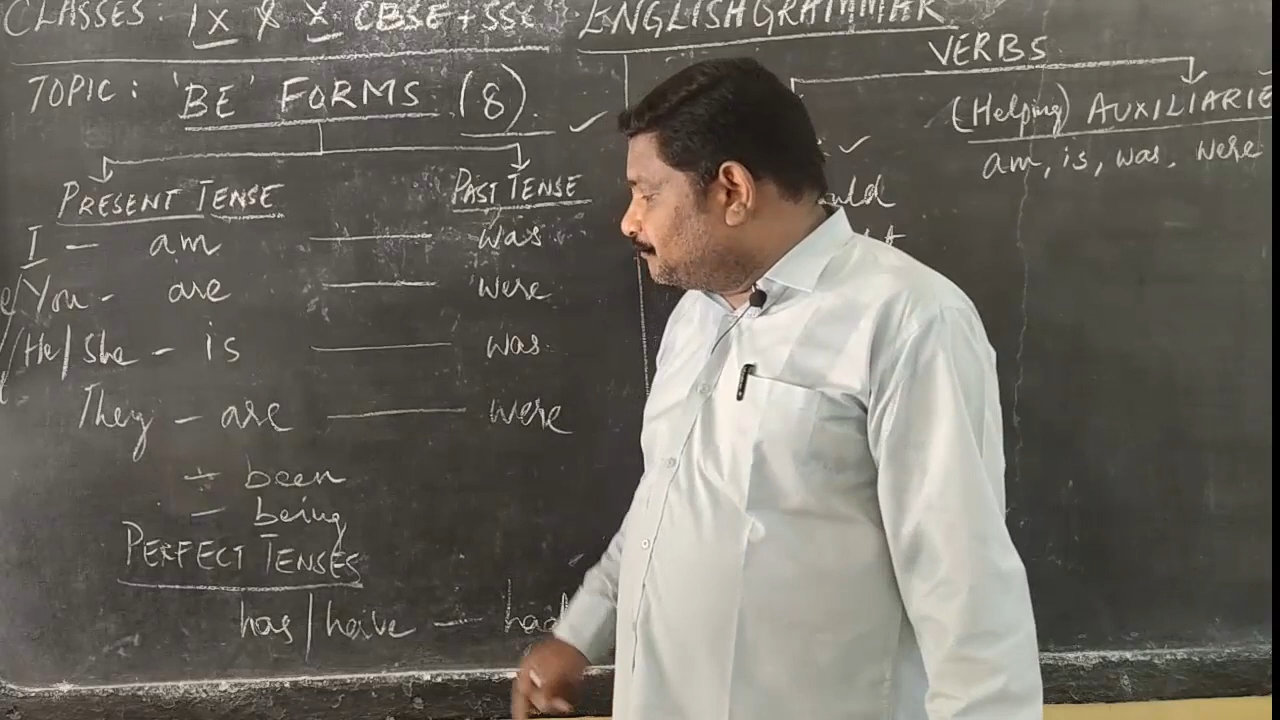 CLASSES: IX & X CBSE + SSC
ENGLISH GRAMMAR
TOPIC: 'BE' FORMS (8).
PRESENT TENSE PAST TENSE
I - am — was
You - are — were
He/She - is — was
They - are — were
- been
- being
PERFECT TENSES
has/have — had
VERBS
(Helping) AUXILIARIE
am, is, was, were